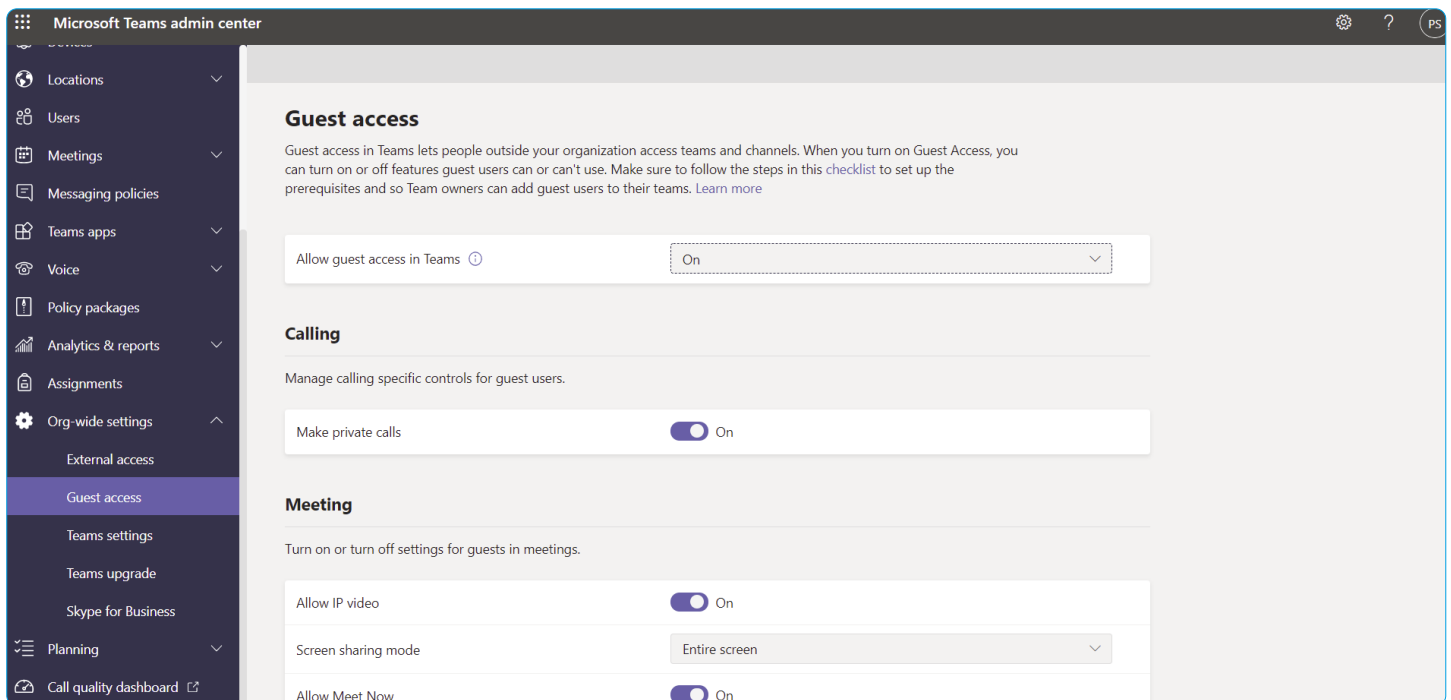 Microsoft Teams admin center
?
PS
Devices
Locations
Users
Meetings
Messaging policies
Teams apps
Voice
Policy packages
Analytics & reports
Assignments
Org-wide settings
External access
Guest access
Teams settings
Teams upgrade
Skype for Business
Planning
Call quality dashboard
Guest access
Guest access in Teams lets people outside your organization access teams and channels. When you turn on Guest Access, you
can turn on or off features guest users can or can't use. Make sure to follow the steps in this checklist to set up the
prerequisites and so Team owners can add guest users to their teams. Learn more
Allow guest access in Teams On
Calling
Manage calling specific controls for guest users.
Make private calls On
Meeting
Turn on or turn off settings for guests in meetings.
Allow IP video On
Screen sharing mode Entire screen
Allow Meet Now On